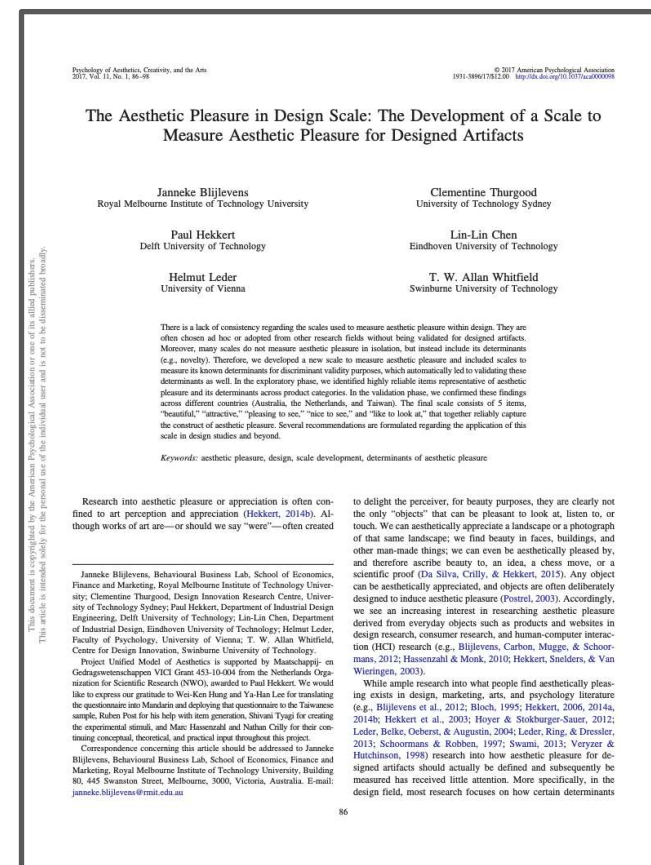 Psychology of Aesthetics, Creativity, and the Arts
2017, Vol. 11, No. 1, 86–98
© 2017 American Psychological Association
1931-3896/17/$12.00 http://dx.doi.org/10.1037/aca0000098
The Aesthetic Pleasure in Design Scale: The Development of a Scale to
Measure Aesthetic Pleasure for Designed Artifacts
Janneke Blijlevens
Royal Melbourne Institute of Technology University
Clementine Thurgood
University of Technology Sydney
Paul Hekkert
Delft University of Technology
Lin-Lin Chen
Eindhoven University of Technology
Helmut Leder
University of Vienna
T. W. Allan Whitfield
Swinburne University of Technology
There is a lack of consistency regarding the scales used to measure aesthetic pleasure within design. They are
often chosen ad hoc or adopted from other research fields without being validated for designed artifacts.
Moreover, many scales do not measure aesthetic pleasure in isolation, but instead include its determinants
(e.g., novelty). Therefore, we developed a new scale to measure aesthetic pleasure and included scales to
measure its known determinants for discriminant validity purposes, which automatically led to validating these
determinants as well. In the exploratory phase, we identified highly reliable items representative of aesthetic
pleasure and its determinants across product categories. In the validation phase, we confirmed these findings
across different countries (Australia, the Netherlands, and Taiwan). The final scale consists of 5 items,
“beautiful,” “attractive,” “pleasing to see,” “nice to see,” and “like to look at,” that together reliably capture
the construct of aesthetic pleasure. Several recommendations are formulated regarding the application of this
scale in design studies and beyond.
Keywords: aesthetic pleasure, design, scale development, determinants of aesthetic pleasure
Research into aesthetic pleasure or appreciation is often con-
fined to art perception and appreciation (Hekkert, 2014b). Al-
though works of art are—or should we say “were”—often created
Janneke Blijlevens, Behavioural Business Lab, School of Economics,
Finance and Marketing, Royal Melbourne Institute of Technology Univer-
sity; Clementine Thurgood, Design Innovation Research Centre, Univer-
sity of Technology Sydney; Paul Hekkert, Department of Industrial Design
Engineering, Delft University of Technology; Lin-Lin Chen, Department
of Industrial Design, Eindhoven University of Technology; Helmut Leder,
Faculty of Psychology, University of Vienna; T. W. Allan Whitfield,
Centre for Design Innovation, Swinburne University of Technology.
Project Unified Model of Aesthetics is supported by Maatschappij- en
Gedragswetenschappen VICI Grant 453-10-004 from the Netherlands Orga-
nization for Scientific Research (NWO), awarded to Paul Hekkert. We would
like to express our gratitude to Wei-Ken Hung and Ya-Han Lee for translating
the questionnaire into Mandarin and deploying that questionnaire to the Taiwanese
sample, Ruben Post for his help with item generation, Shivani Tyagi for creating
the experimental stimuli, and Marc Hassenzahl and Nathan Crilly for their con-
tinuing conceptual, theoretical, and practical input throughout this project.
Correspondence concerning this article should be addressed to Janneke
Blijlevens, Behavioural Business Lab, School of Economics, Finance and
Marketing, Royal Melbourne Institute of Technology University, Building
80, 445 Swanston Street, Melbourne, 3000, Victoria, Australia. E-mail:
janneke.blijlevens@rmit.edu.au
to delight the perceiver, for beauty purposes, they are clearly not
the only “objects” that can be pleasant to look at, listen to, or
touch. We can aesthetically appreciate a landscape or a photograph
of that same landscape; we find beauty in faces, buildings, and
other man-made things; we can even be aesthetically pleased by,
and therefore ascribe beauty to, an idea, a chess move, or a
scientific proof (Da Silva, Crilly, & Hekkert, 2015). Any object
can be aesthetically appreciated, and objects are often deliberately
designed to induce aesthetic pleasure (Postrel, 2003). Accordingly,
we see an increasing interest in researching aesthetic pleasure
derived from everyday objects such as products and websites in
design research, consumer research, and human-computer interac-
tion (HCI) research (e.g., Blijlevens, Carbon, Mugge, & Schoor-
mans, 2012; Hassenzahl & Monk, 2010; Hekkert, Snelders, & Van
Wieringen, 2003).
While ample research into what people find aesthetically pleas-
ing exists in design, marketing, arts, and psychology literature
(e.g., Blijlevens et al., 2012; Bloch, 1995; Hekkert, 2006, 2014a,
2014b; Hekkert et al., 2003; Hoyer & Stokburger-Sauer, 2012;
Leder, Belke, Oeberst, & Augustin, 2004; Leder, Ring, & Dressler,
2013; Schoormans & Robben, 1997; Swami, 2013; Veryzer &
Hutchinson, 1998) research into how aesthetic pleasure for de-
signed artifacts should actually be defined and subsequently be
measured has received little attention. More specifically, in the
design field, most research focuses on how certain determinants
86
This document is copyrighted by the American Psychological Association or one of its allied publishers.
This article is intended solely for the personal use of the individual user and is not to be disseminated broadly.